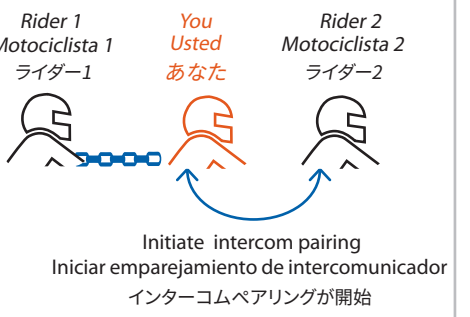 Rider 1
Motociclista 1
ライダー1
You
Usted
あなた
Rider 2
Motociclista 2
ライダー2
Initiate intercom pairing
Iniciar emparejamiento de intercomunicador
インターコムペアリングが開始